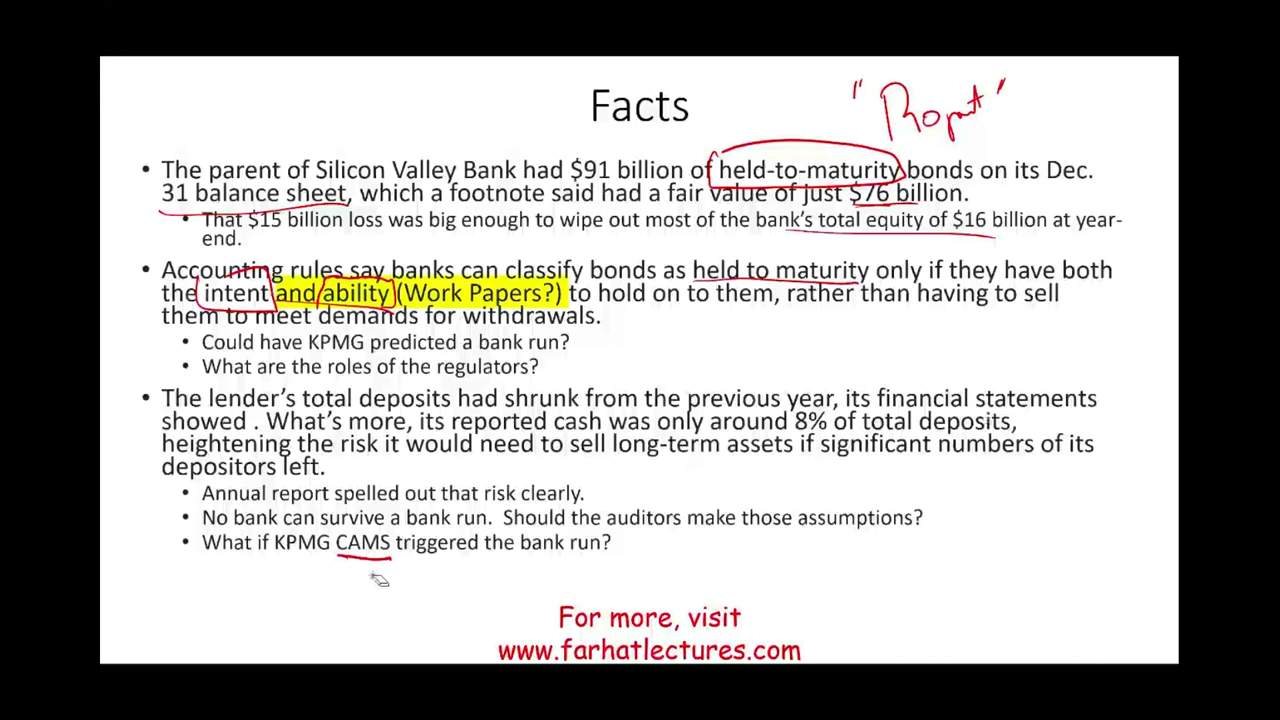 Facts
• The parent of Silicon Valley Bank had $91 billion of held-to-maturity bonds on its Dec.
31 balance sheet, which a footnote said had a fair value of just $76 billion.
• That $15 billion loss was big enough to wipe out most of the bank's total equity of $16 billion at year-
end.
• Accounting rules say banks can classify bonds as held to maturity only if they have both
the intent and ability (Work Papers?) to hold on to them, rather than having to sell
them to meet demands for withdrawals.
• Could have KPMG predicted a bank run?
• What are the roles of the regulators?
• The lender's total deposits had shrunk from the previous year, its financial statements
showed . What's more, its reported cash was only around 8% of total deposits,
heightening the risk it would need to sell long-term assets if significant numbers of its
depositors left.
• Annual report spelled out that risk clearly.
• No bank can survive a bank run. Should the auditors make those assumptions?
• What if KPMG CAMS triggered the bank run?
For more, visit
www.farhatlectures.com